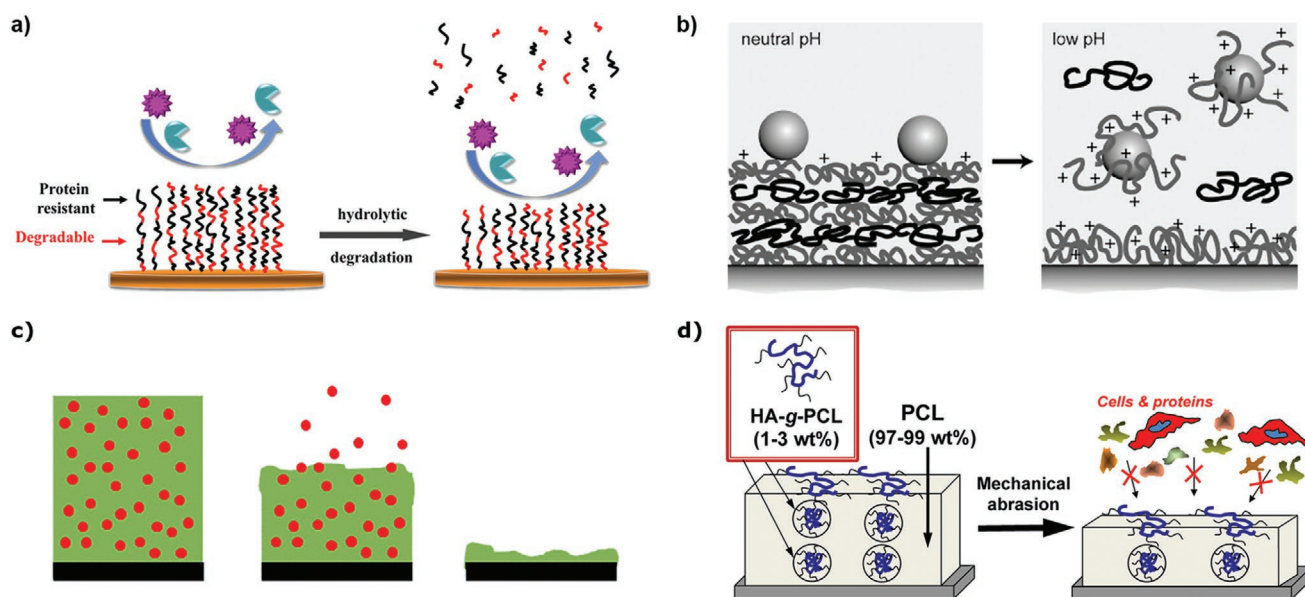 a)
Protein
resistant
Degradable
hydrolytic
degradation
b)
neutral pH
+ + + +
low pH
+ + + + + + + + + + + + + + + + + + + + + +
c)
d)
HA-g-PCL
(1-3 wt%)
PCL
(97-99 wt%)
Mechanical
abrasion
Cells & proteins